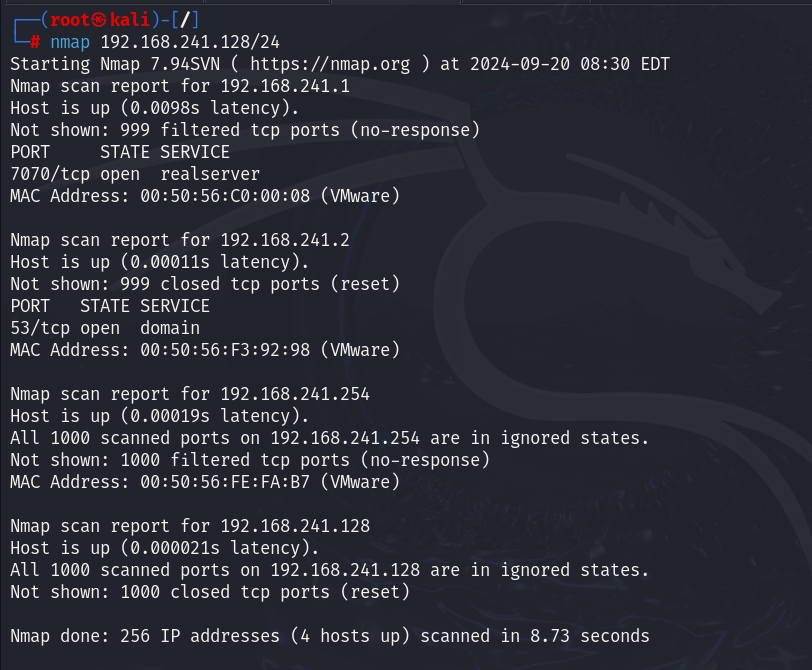 ┌──(root㉿kali)-[/]
└─# nmap 192.168.241.128/24
Starting Nmap 7.94SVN ( https://nmap.org ) at 2024-09-20 08:30 EDT
Nmap scan report for 192.168.241.1
Host is up (0.0098s latency).
Not shown: 999 filtered tcp ports (no-response)
PORT     STATE SERVICE
7070/tcp open  realserver
MAC Address: 00:50:56:C0:00:08 (VMware)

Nmap scan report for 192.168.241.2
Host is up (0.00011s latency).
Not shown: 999 closed tcp ports (reset)
PORT   STATE SERVICE
53/tcp open  domain
MAC Address: 00:50:56:F3:92:98 (VMware)

Nmap scan report for 192.168.241.254
Host is up (0.00019s latency).
All 1000 scanned ports on 192.168.241.254 are in ignored states.
Not shown: 1000 filtered tcp ports (no-response)
MAC Address: 00:50:56:FE:FA:B7 (VMware)

Nmap scan report for 192.168.241.128
Host is up (0.000021s latency).
All 1000 scanned ports on 192.168.241.128 are in ignored states.
Not shown: 1000 closed tcp ports (reset)

Nmap done: 256 IP addresses (4 hosts up) scanned in 8.73 seconds